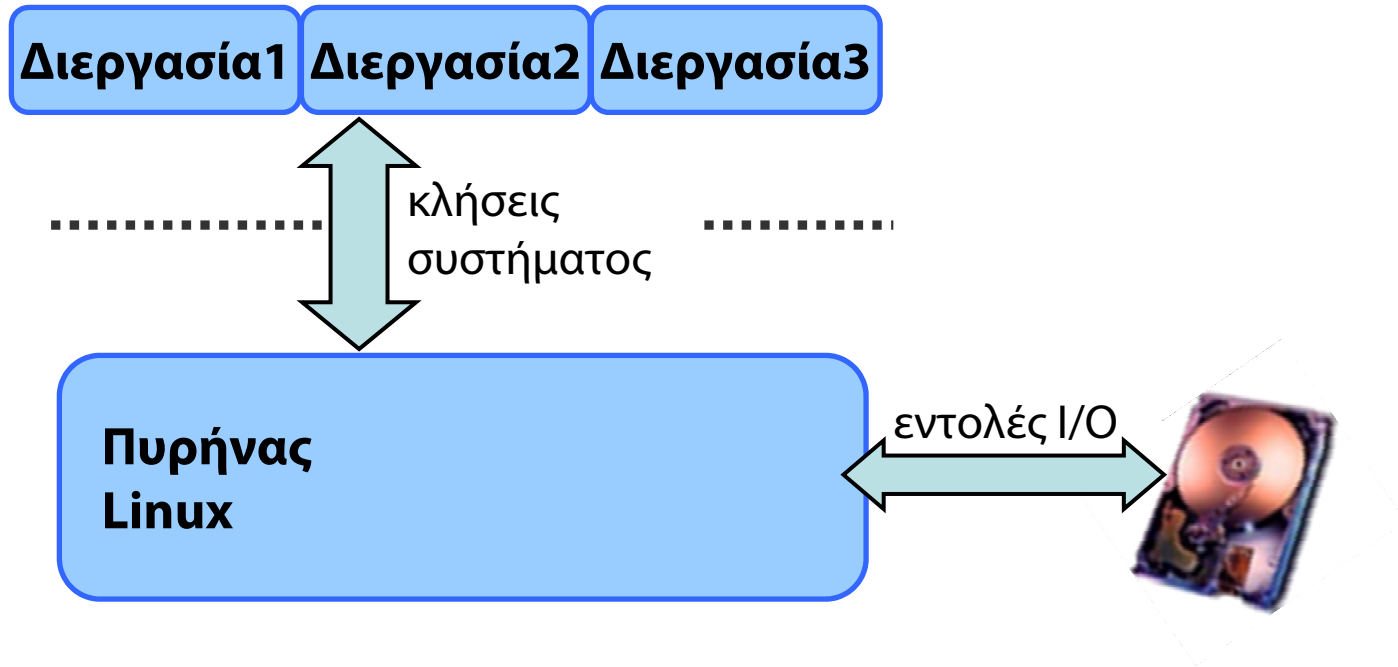 Διεργασία1 Διεργασία2 Διεργασία3
κλήσεις
συστήματος
εντολές I/O
Πυρήνας
Linux